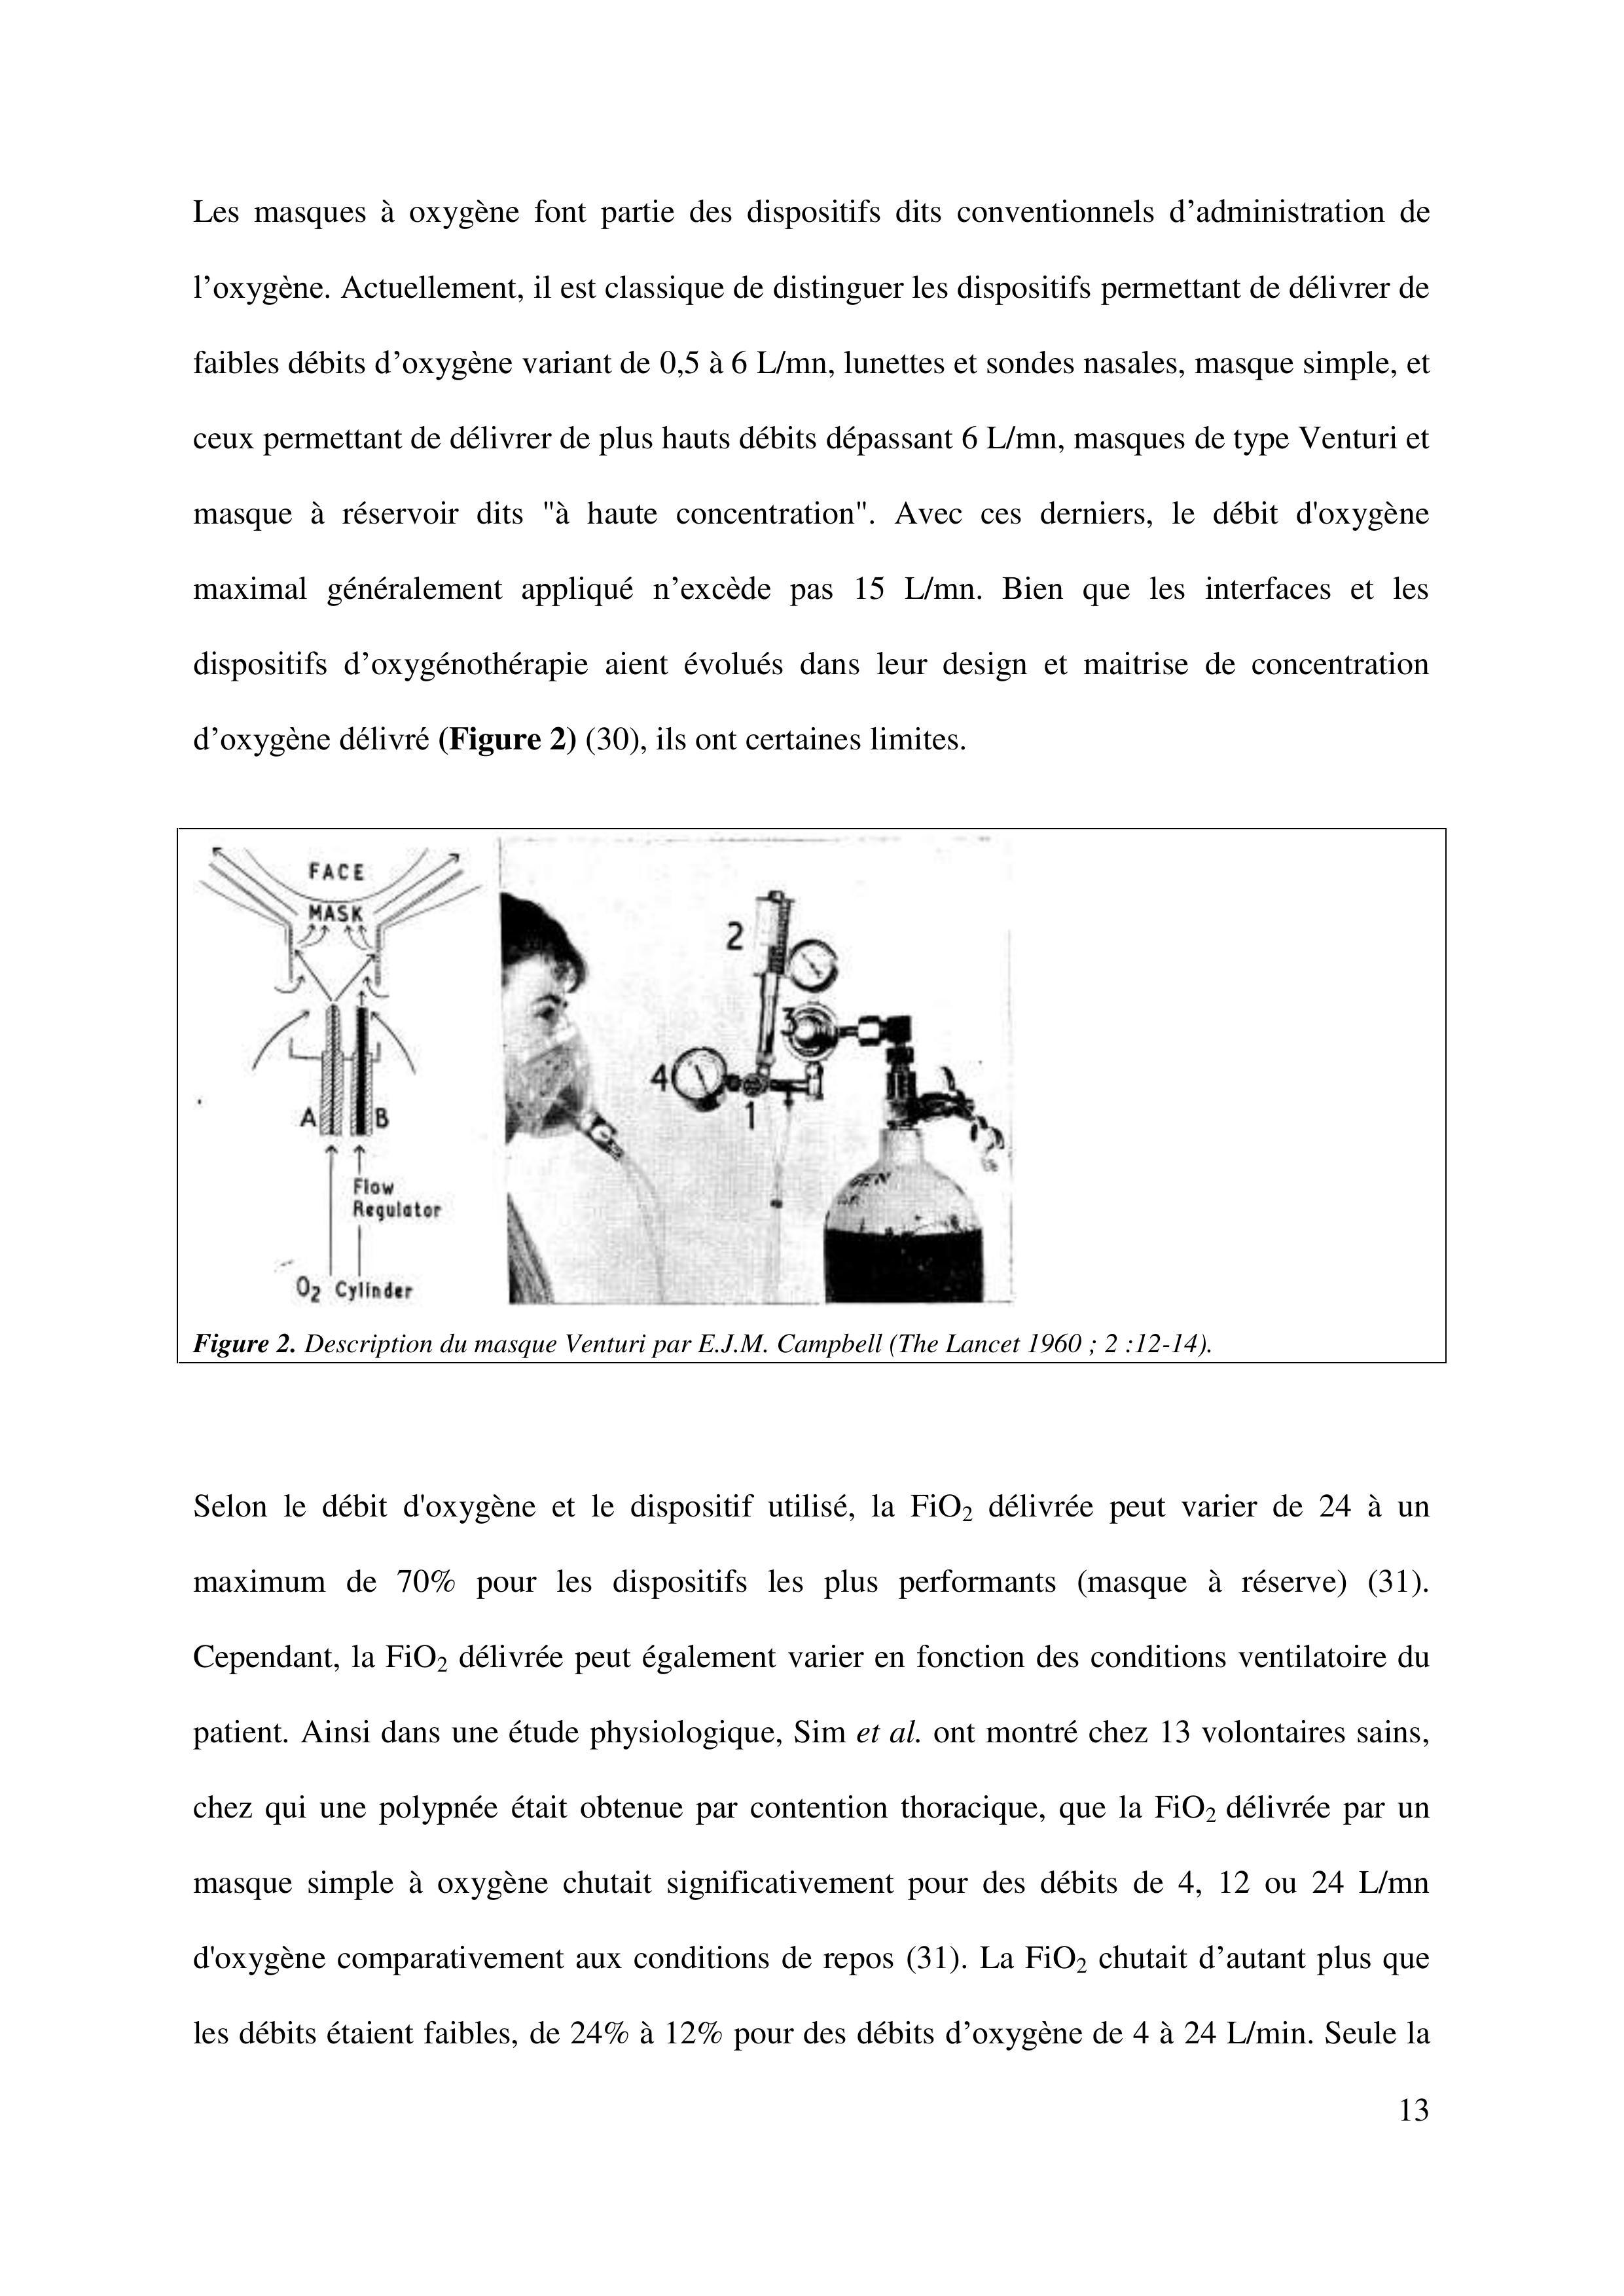 Les masques à oxygène font partie des dispositifs dits conventionnels d’administration de
l’oxygène. Actuellement, il est classique de distinguer les dispositifs permettant de délivrer de
faibles débits d’oxygène variant de 0,5 à 6 L/mn, lunettes et sondes nasales, masque simple, et
ceux permettant de délivrer de plus hauts débits dépassant 6 L/mn, masques de type Venturi et
masque à réservoir dits "à haute concentration". Avec ces derniers, le débit d'oxygène
maximal généralement appliqué n’excède pas 15 L/mn. Bien que les interfaces et les
dispositifs d’oxygénothérapie aient évolués dans leur design et maitrise de concentration
d’oxygène délivré (Figure 2) (30), ils ont certaines limites.
FACE
MASK
A B
Flow
Regulator
O2 Cylinder
2
3
4
1
Figure 2. Description du masque Venturi par E.J.M. Campbell (The Lancet 1960 ; 2 :12-14).
Selon le débit d'oxygène et le dispositif utilisé, la FiO2 délivrée peut varier de 24 à un
maximum de 70% pour les dispositifs les plus performants (masque à réserve) (31).
Cependant, la FiO2 délivrée peut également varier en fonction des conditions ventilatoire du
patient. Ainsi dans une étude physiologique, Sim et al. ont montré chez 13 volontaires sains,
chez qui une polypnée était obtenue par contention thoracique, que la FiO2 délivrée par un
masque simple à oxygène chutait significativement pour des débits de 4, 12 ou 24 L/mn
d'oxygène comparativement aux conditions de repos (31). La FiO2 chutait d’autant plus que
les débits étaient faibles, de 24% à 12% pour des débits d’oxygène de 4 à 24 L/min. Seule la
13